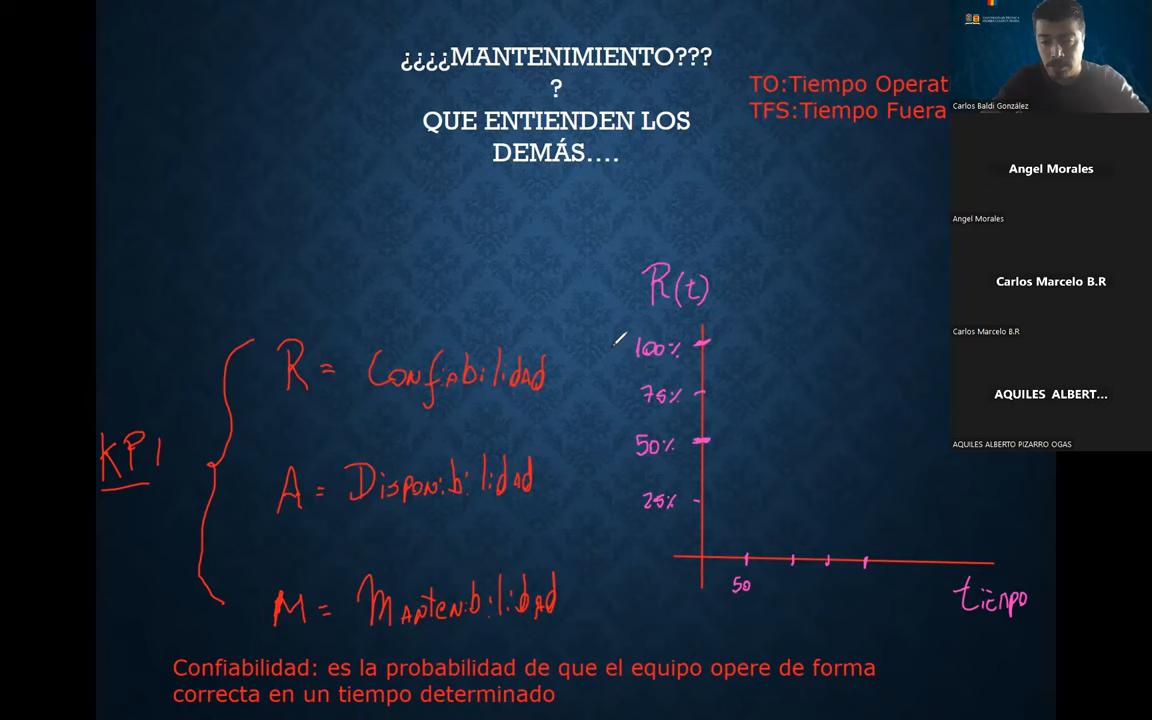 ¿¿¿¿MANTENIMIENTO???
?
QUE ENTIENDEN LOS
DEMÁS....
TO:Tiempo Operat
TFS:Tiempo Fuera
Carlos Baldi González
Angel Morales
Angel Morales
Carlos Marcelo B.R
Carlos Marcelo B.R
AQUILES ALBERT...
AQUILES ALBERTO PIZARRO OGAS
R(t)
100%
75%
50%
25%
50
tiempo
KPI
R = Confiabilidad
A = Disponibilidad
M = Mantenibilidad
Confiabilidad: es la probabilidad de que el equipo opere de forma
correcta en un tiempo determinado